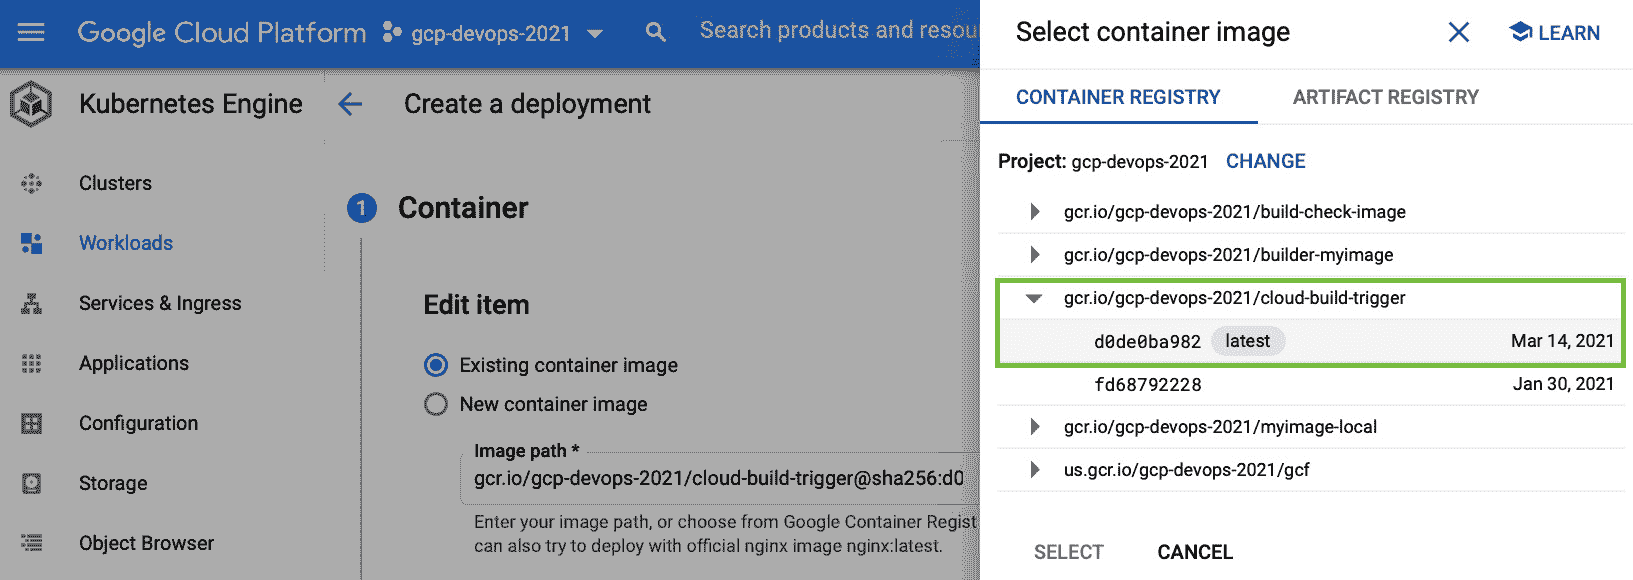 Google Cloud Platform gcp-devops-2021 Search products and resou
Kubernetes Engine
Clusters
Workloads
Services & Ingress
Applications
Configuration
Storage
Object Browser
Create a deployment
1 Container
Edit item
Existing container image
New container image
Image path *
gcr.io/gcp-devops-2021/cloud-build-trigger@sha256:d0
Enter your image path, or choose from Google Container Regist
can also try to deploy with official nginx image nginx:latest.
Select container image LEARN
CONTAINER REGISTRY ARTIFACT REGISTRY
Project: gcp-devops-2021 CHANGE
gcr.io/gcp-devops-2021/build-check-image
gcr.io/gcp-devops-2021/builder-myimage
gcr.io/gcp-devops-2021/cloud-build-trigger
d0de0ba982 latest Mar 14, 2021
fd68792228 Jan 30, 2021
gcr.io/gcp-devops-2021/myimage-local
us.gcr.io/gcp-devops-2021/gcf
SELECT CANCEL